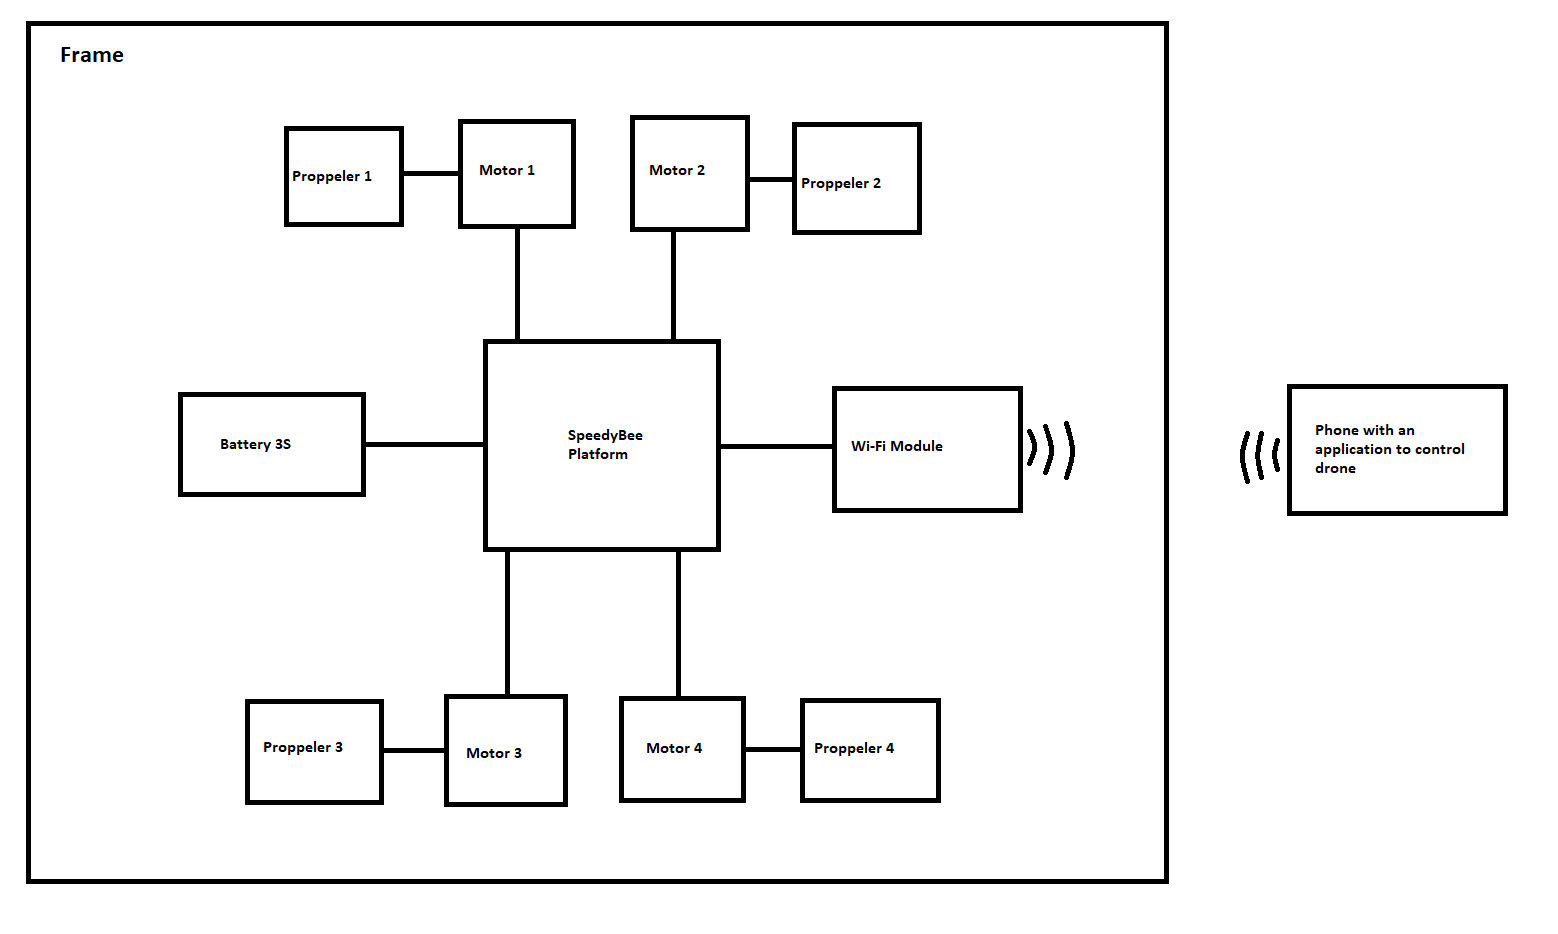 Frame
Proppeler 1
Motor 1
Motor 2
Proppeler 2
Battery 3S
SpeedyBee
Platform
Wi-Fi Module
Phone with an
application to control
drone
Proppeler 3
Motor 3
Motor 4
Proppeler 4